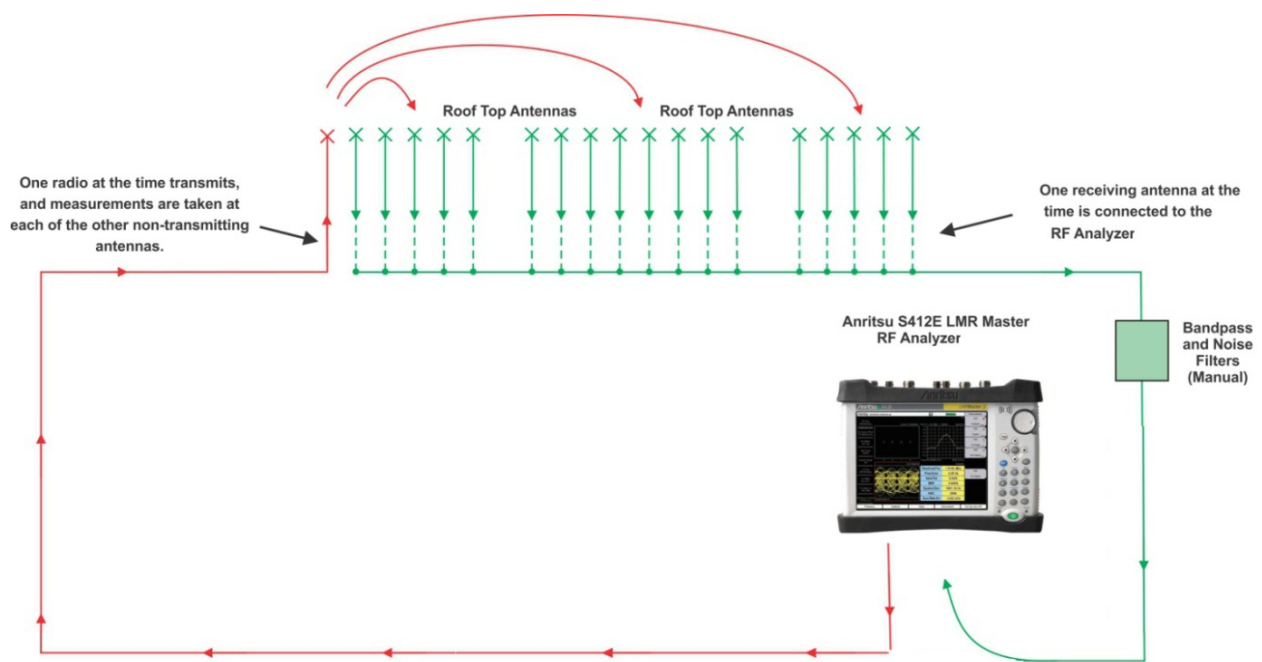 Roof Top Antennas
Roof Top Antennas
One radio at the time transmits,
and measurements are taken at
each of the other non-transmitting
antennas.
One receiving antenna at the
time is connected to the
RF Analyzer
Anritsu S412E LMR Master
RF Analyzer
Bandpass
and Noise
Filters
(Manual)
Anritsu